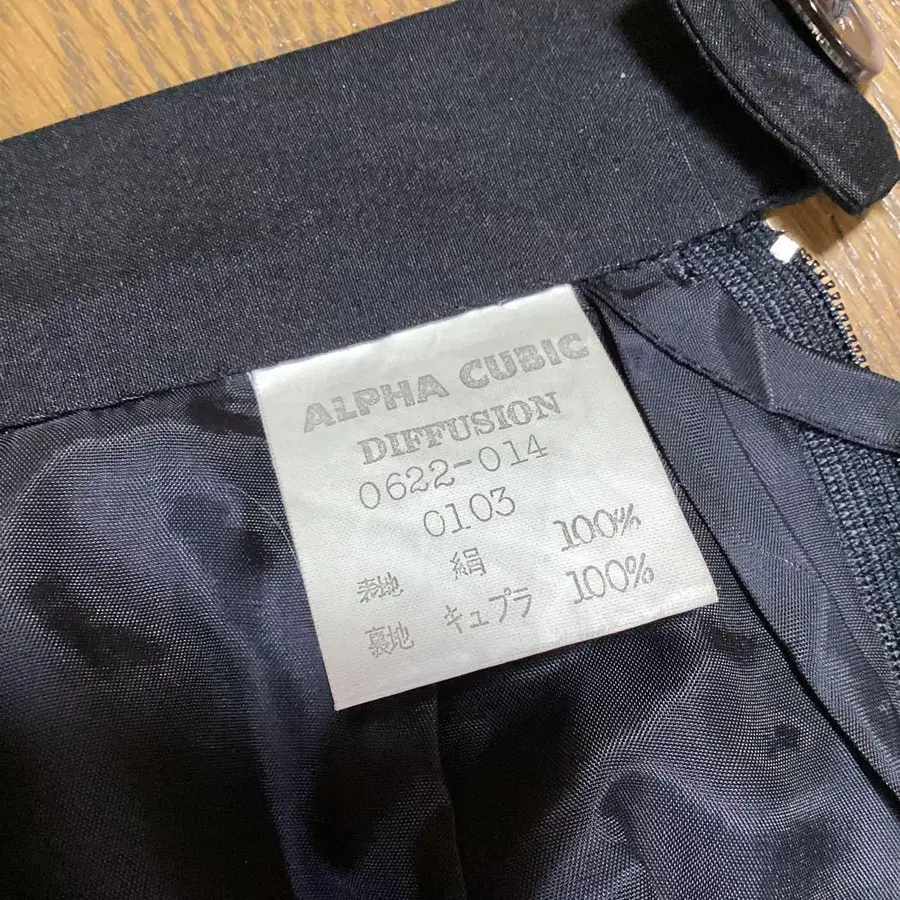 ALPHA CUBIC
DIFFUSION
0622-014
0103
表地 絹 100%
裏地 キュプラ 100%